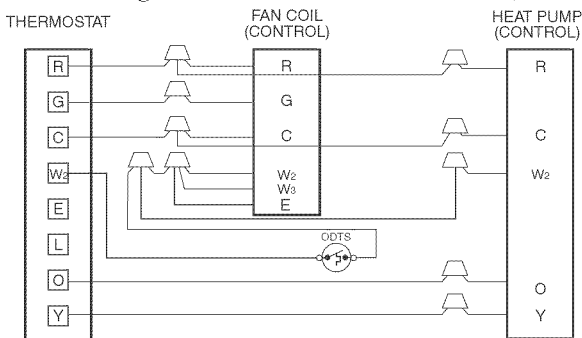 THERMOSTAT
FAN COIL
(CONTROL)
HEAT PUMP
(CONTROL)
R
G
C
W2
E
L
O
Y
R
G
C
W2
W3
E
ODTS
R
C
W2
O
Y